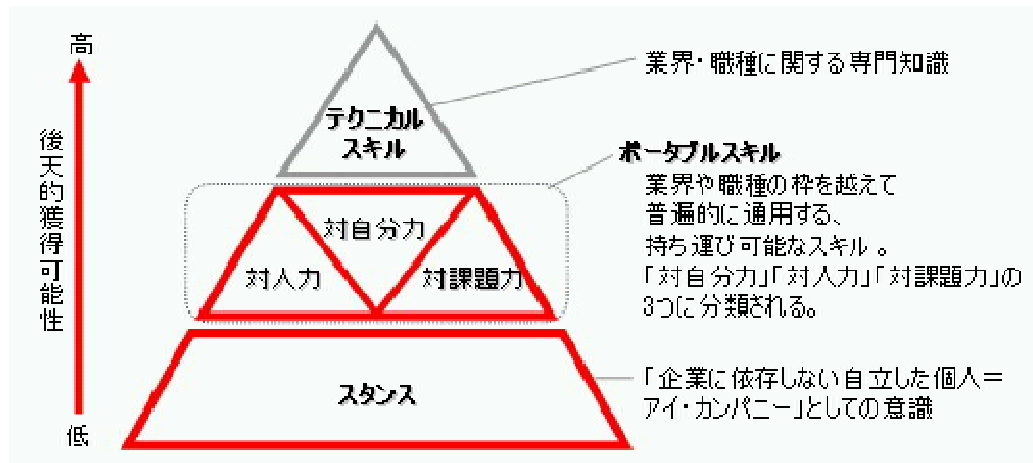 高
後天的獲得可能性
低
テクニカル
スキル
対自分力
対人力
対課題力
スタンス
業界・職種に関する専門知識
ポータブルスキル
業界や職種の枠を越えて
普遍的に通用する、
持ち運び可能なスキル。
「対自分力」「対人力」「対課題力」の
3つに分類される。
「企業に依存しない自立した個人＝
アイ・カンパニー」としての意識